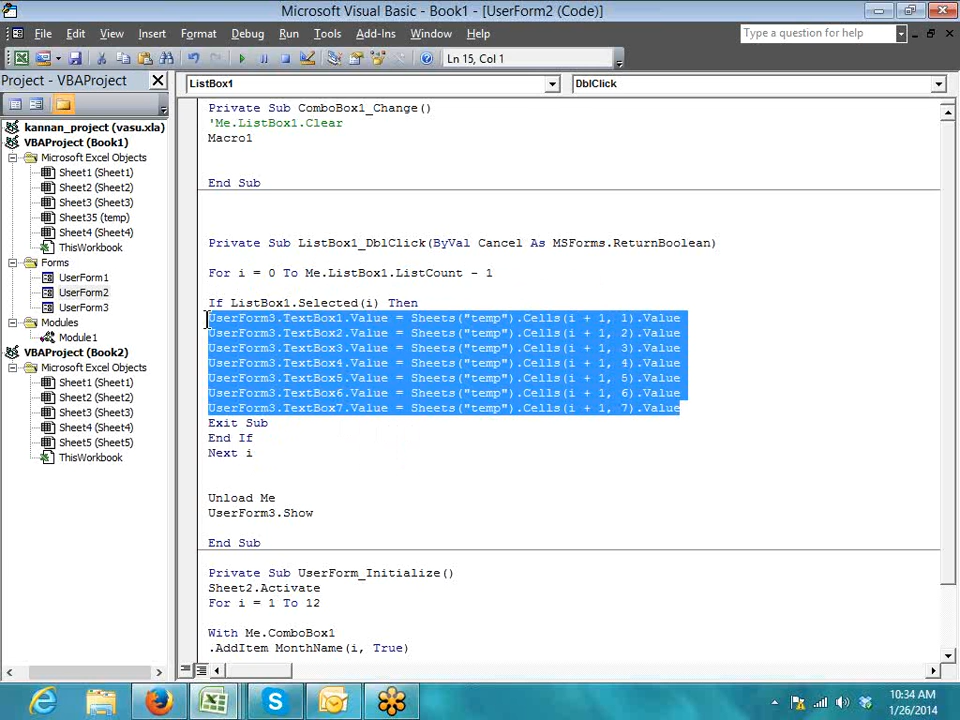 Microsoft Visual Basic - Book1 - [UserForm2 (Code)]
File Edit View Insert Format Debug Run Tools Add-Ins Window Help
Type a question for help
Ln 15, Col 1
Project - VBAProject
ListBox1
DblClick
kannan_project (vasu.xla)
VBAProject (Book1)
Microsoft Excel Objects
Sheet1 (Sheet1)
Sheet2 (Sheet2)
Sheet3 (Sheet3)
Sheet35 (temp)
Sheet4 (Sheet4)
ThisWorkbook
Forms
UserForm1
UserForm2
UserForm3
Modules
Module1
VBAProject (Book2)
Microsoft Excel Objects
Sheet1 (Sheet1)
Sheet2 (Sheet2)
Sheet3 (Sheet3)
Sheet4 (Sheet4)
Sheet5 (Sheet5)
ThisWorkbook
Private Sub ComboBox1_Change()
'Me.ListBox1.Clear
Macro1
End Sub
Private Sub ListBox1_DblClick(ByVal Cancel As MSForms.ReturnBoolean)
For i = 0 To Me.ListBox1.ListCount - 1
If ListBox1.Selected(i) Then
UserForm3.TextBox1.Value = Sheets("temp").Cells(i + 1, 1).Value
UserForm3.TextBox2.Value = Sheets("temp").Cells(i + 1, 2).Value
UserForm3.TextBox3.Value = Sheets("temp").Cells(i + 1, 3).Value
UserForm3.TextBox4.Value = Sheets("temp").Cells(i + 1, 4).Value
UserForm3.TextBox5.Value = Sheets("temp").Cells(i + 1, 5).Value
UserForm3.TextBox6.Value = Sheets("temp").Cells(i + 1, 6).Value
UserForm3.TextBox7.Value = Sheets("temp").Cells(i + 1, 7).Value
Exit Sub
End If
Next i
Unload Me
UserForm3.Show
End Sub
Private Sub UserForm_Initialize()
Sheet2.Activate
For i = 1 To 12
With Me.ComboBox1
.AddItem MonthName(i, True)
10:34 AM
1/26/2014